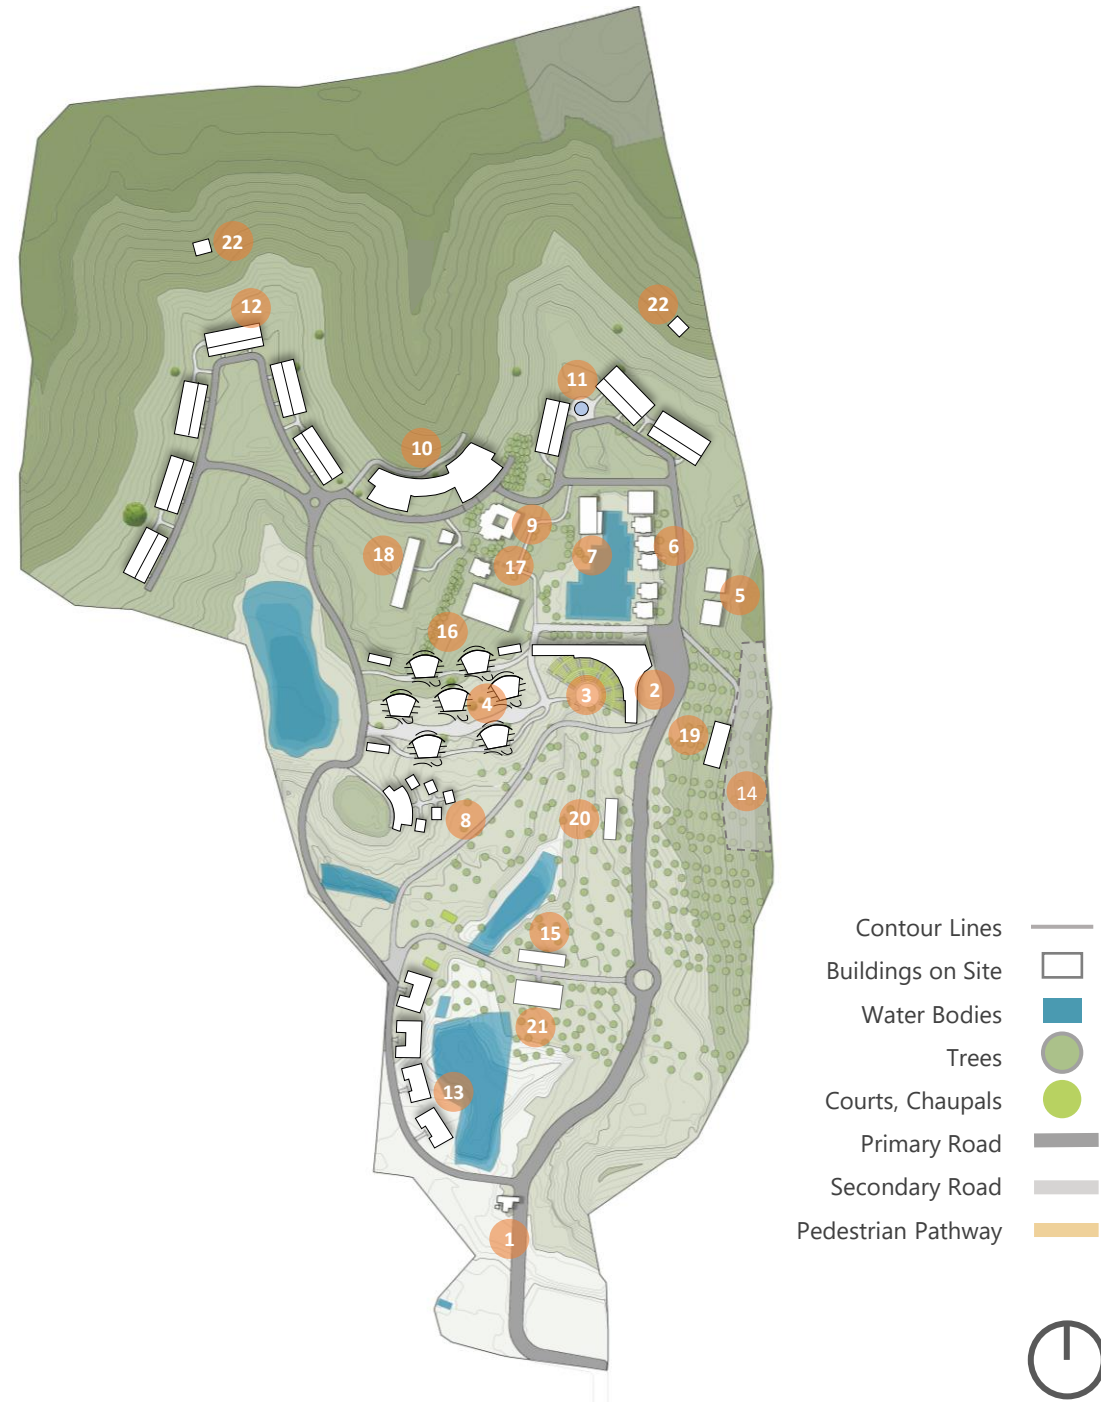 22
12
22
11
10
9
18
17
7
6
5
16
4
3
2
19
14
8
20
15
21
13
1
Contour Lines
Buildings on Site
Water Bodies
Trees
Courts, Chaupals
Primary Road
Secondary Road
Pedestrian Pathway